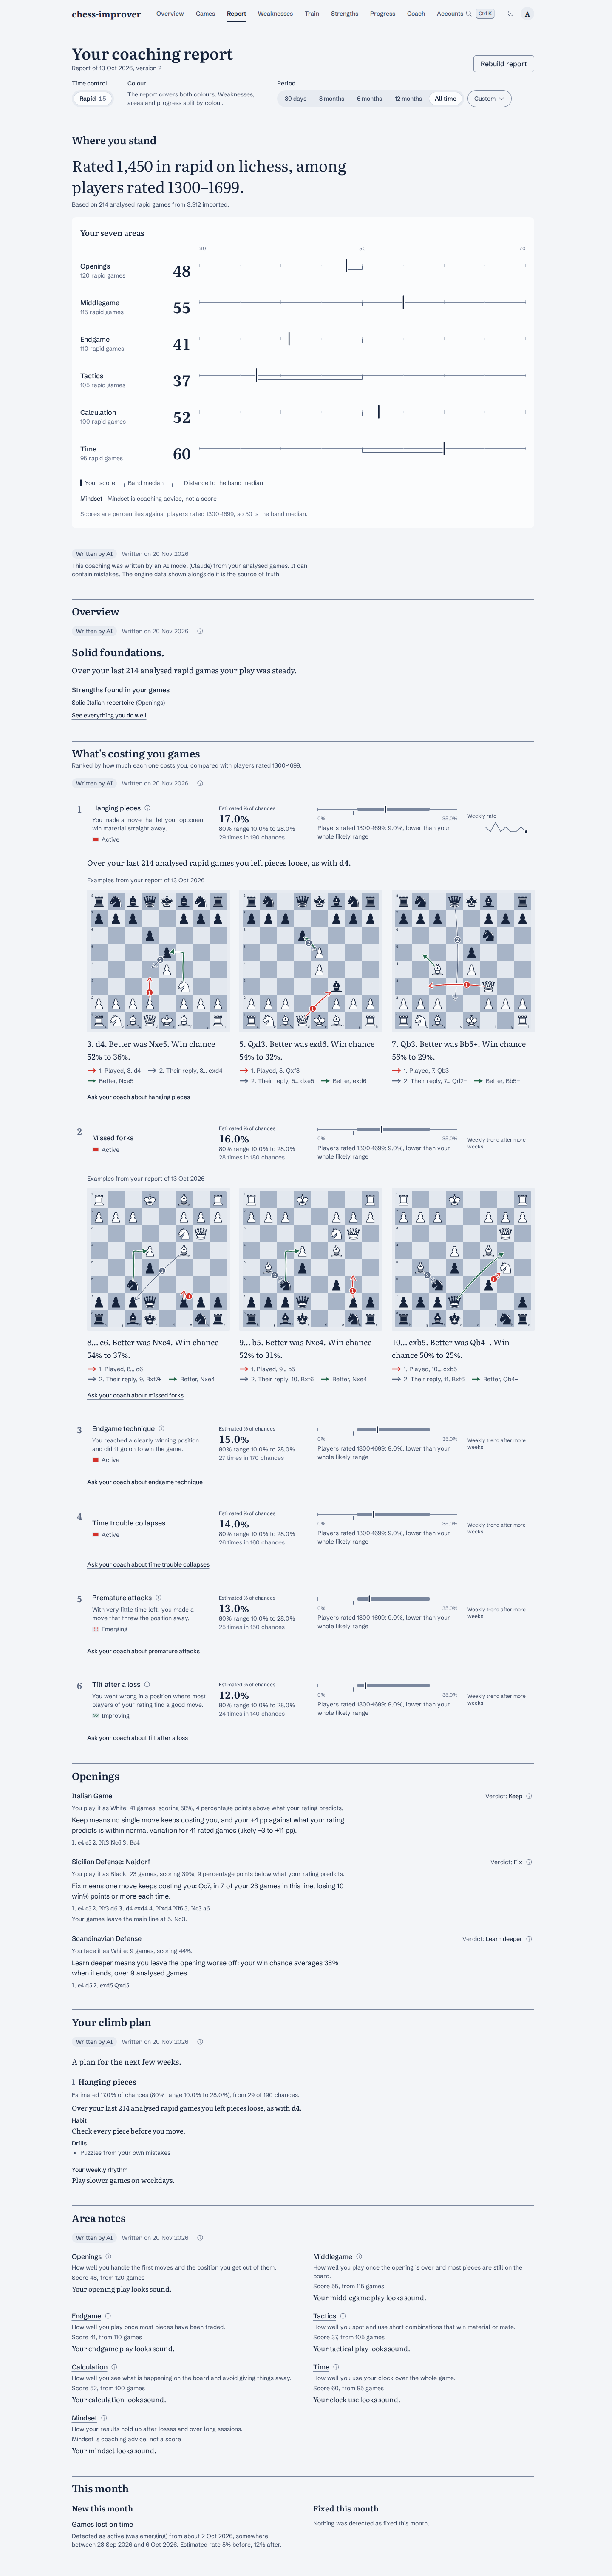 chess-improver Overview Games Report Weaknesses Train Strengths Progress Coach Accounts Ctrl K A
Your coaching report
Report of 13 Oct 2026, version 2
Rebuild report
Time control Colour Period
Rapid 15
The report covers both colours. Weaknesses,
areas and progress split by colour.
30 days 3 months 6 months 12 months All time Custom
Where you stand
Rated 1,450 in rapid on lichess, among
players rated 1300–1699.
Based on 214 analysed rapid games from 3,912 imported.
Your seven areas
30 50 70
Openings
120 rapid games
48
Middlegame
115 rapid games
55
Endgame
110 rapid games
41
Tactics
105 rapid games
37
Calculation
100 rapid games
52
Time
95 rapid games
60
Your score Band median Distance to the band median
Mindset Mindset is coaching advice, not a score
Scores are percentiles against players rated 1300-1699, so 50 is the band median.
Written by AI Written on 20 Nov 2026
This coaching was written by an AI model (Claude) from your analysed games. It can
contain mistakes. The engine data shown alongside it is the source of truth.
Overview
Written by AI Written on 20 Nov 2026
Solid foundations.
Over your last 214 analysed rapid games your play was steady.
Strengths found in your games
Solid Italian repertoire (Openings)
See everything you do well
What's costing you games
Ranked by how much each one costs you, compared with players rated 1300-1699.
Written by AI Written on 20 Nov 2026
1 Hanging pieces
You made a move that let your opponent
win material straight away.
Active
Estimated % of chances
17.0%
80% range 10.0% to 28.0%
29 times in 190 chances
0% 35.0%
Players rated 1300-1699: 9.0%, lower than your
whole likely range
Weekly rate
Over your last 214 analysed rapid games you left pieces loose, as with d4.
Examples from your report of 13 Oct 2026
3. d4. Better was Nxe5. Win chance
52% to 36%.
1. Played, 3. d4 2. Their reply, 3... exd4
Better, Nxe5
5. Qxf3. Better was exd6. Win chance
54% to 32%.
1. Played, 5. Qxf3
2. Their reply, 5... dxe5 Better, exd6
7. Qb3. Better was Bb5+. Win chance
56% to 29%.
1. Played, 7. Qb3
2. Their reply, 7... Qd2+ Better, Bb5+
Ask your coach about hanging pieces
2 Missed forks
Active
Estimated % of chances
16.0%
80% range 10.0% to 28.0%
28 times in 180 chances
0% 35.0%
Players rated 1300-1699: 9.0%, lower than your
whole likely range
Weekly trend after more
weeks
Examples from your report of 13 Oct 2026
8... c6. Better was Nxe4. Win chance
54% to 37%.
1. Played, 8... c6
2. Their reply, 9. Bxf7+ Better, Nxe4
9... b5. Better was Nxe4. Win chance
52% to 31%.
1. Played, 9... b5
2. Their reply, 10. Bxf6 Better, Nxe4
10... cxb5. Better was Qb4+. Win
chance 50% to 25%.
1. Played, 10... cxb5
2. Their reply, 11. Bxf6 Better, Qb4+
Ask your coach about missed forks
3 Endgame technique
You reached a clearly winning position
and didn't go on to win the game.
Active
Estimated % of chances
15.0%
80% range 10.0% to 28.0%
27 times in 170 chances
0% 35.0%
Players rated 1300-1699: 9.0%, lower than your
whole likely range
Weekly trend after more
weeks
Ask your coach about endgame technique
4 Time trouble collapses
Active
Estimated % of chances
14.0%
80% range 10.0% to 28.0%
26 times in 160 chances
0% 35.0%
Players rated 1300-1699: 9.0%, lower than your
whole likely range
Weekly trend after more
weeks
Ask your coach about time trouble collapses
5 Premature attacks
With very little time left, you made a
move that threw the position away.
Emerging
Estimated % of chances
13.0%
80% range 10.0% to 28.0%
25 times in 150 chances
0% 35.0%
Players rated 1300-1699: 9.0%, lower than your
whole likely range
Weekly trend after more
weeks
Ask your coach about premature attacks
6 Tilt after a loss
You went wrong in a position where most
players of your rating find a good move.
Improving
Estimated % of chances
12.0%
80% range 10.0% to 28.0%
24 times in 140 chances
0% 35.0%
Players rated 1300-1699: 9.0%, lower than your
whole likely range
Weekly trend after more
weeks
Ask your coach about tilt after a loss
Openings
Italian Game Verdict: Keep
You play it as White: 41 games, scoring 58%, 4 percentage points above what your rating predicts.
Keep means no single move keeps costing you, and your +4 pp against what your rating
predicts is within normal variation for 41 rated games (likely −3 to +11 pp).
1. e4 e5 2. Nf3 Nc6 3. Bc4
Sicilian Defense: Najdorf Verdict: Fix
You play it as Black: 23 games, scoring 39%, 9 percentage points below what your rating predicts.
Fix means one move keeps costing you: Qc7, in 7 of your 23 games in this line, losing 10
win% points or more each time.
1. e4 c5 2. Nf3 d6 3. d4 cxd4 4. Nxd4 Nf6 5. Nc3 a6
Your games leave the main line at 5, Nc3.
Scandinavian Defense Verdict: Learn deeper
You face it as White: 9 games, scoring 44%.
Learn deeper means you leave the opening worse off: your win chance averages 38%
when it ends, over 9 analysed games.
1. e4 d5 2. exd5 Qxd5
Your climb plan
Written by AI Written on 20 Nov 2026
A plan for the next few weeks.
1 Hanging pieces
Estimated 17.0% of chances (80% range 10.0% to 28.0%), from 29 of 190 chances.
Over your last 214 analysed rapid games you left pieces loose, as with d4.
Habit
Check every piece before you move.
Drills
Puzzles from your own mistakes
Your weekly rhythm
Play slower games on weekdays.
Area notes
Written by AI Written on 20 Nov 2026
Openings
How well you handle the first moves and the position you get out of them.
Score 48, from 120 games
Your opening play looks sound.
Middlegame
How well you play once the opening is over and most pieces are still on the
board.
Score 55, from 115 games
Your middlegame play looks sound.
Endgame
How well you play once most pieces have been traded.
Score 41, from 110 games
Your endgame play looks sound.
Tactics
How well you spot and use short combinations that win material or mate.
Score 37, from 105 games
Your tactical play looks sound.
Calculation
How well you see what is happening on the board and avoid giving things away.
Score 52, from 100 games
Your calculation looks sound.
Time
How well you use your clock over the whole game.
Score 60, from 95 games
Your clock use looks sound.
Mindset
How your results hold up after losses and over long sessions.
Mindset is coaching advice, not a score
Your mindset looks sound.
This month
New this month
Games lost on time
Detected as active (was emerging) from about 2 Oct 2026, somewhere
between 28 Sep 2026 and 6 Oct 2026. Estimated rate 5% before, 12% after.
Fixed this month
Nothing was detected as fixed this month.